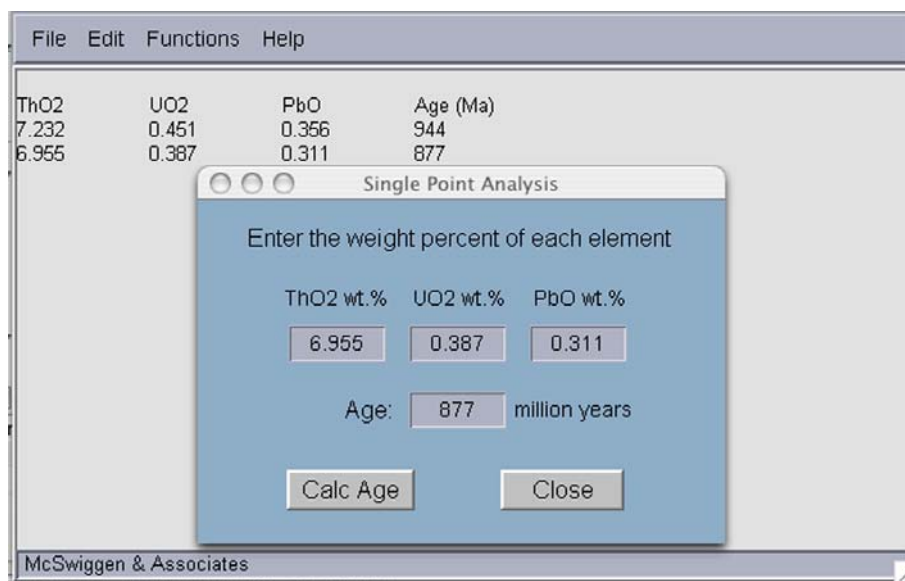 File Edit Functions Help
ThO2 UO2 PbO Age (Ma)
7.232 0.451 0.356 944
6.955 0.387 0.311 877
Single Point Analysis
Enter the weight percent of each element
ThO2 wt.% UO2 wt.% PbO wt.%
6.955 0.387 0.311
Age: 877 million years
Calc Age Close
McSwiggen & Associates